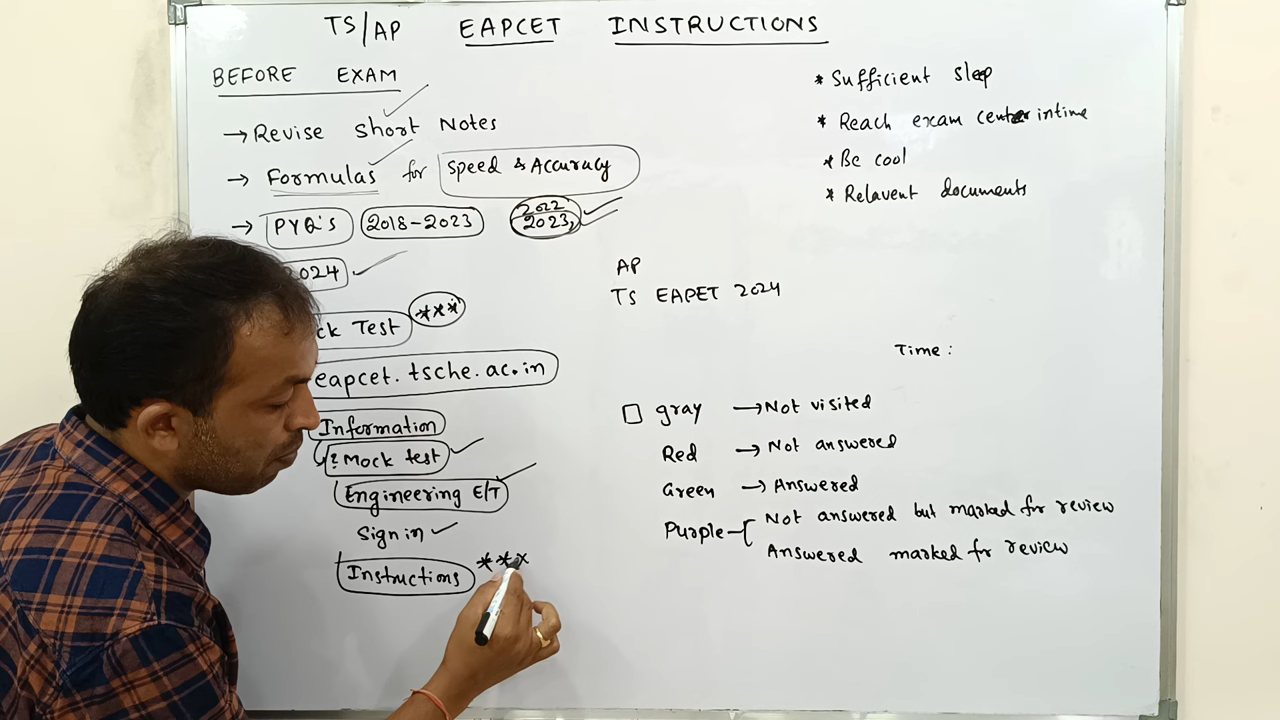 TS/AP EAPCET INSTRUCTIONS
BEFORE EXAM
→ Revise short Notes
→ Formulas for Speed & Accuracy
→ PYQ's 2018-2023 2022 2023,
2024
ck Test ***
eapcet.tsche.ac.in
Information
Mock test
Engineering E/T
Sign in
Instructions ***
* Sufficient sleep
* Reach exam center intime
* Be cool
* Relavent documents
AP
TS EAPET 2024
Time :
gray → Not visited
Red → Not answered
Green → Answered
Purple - Not answered but marked for review
Answered marked for review